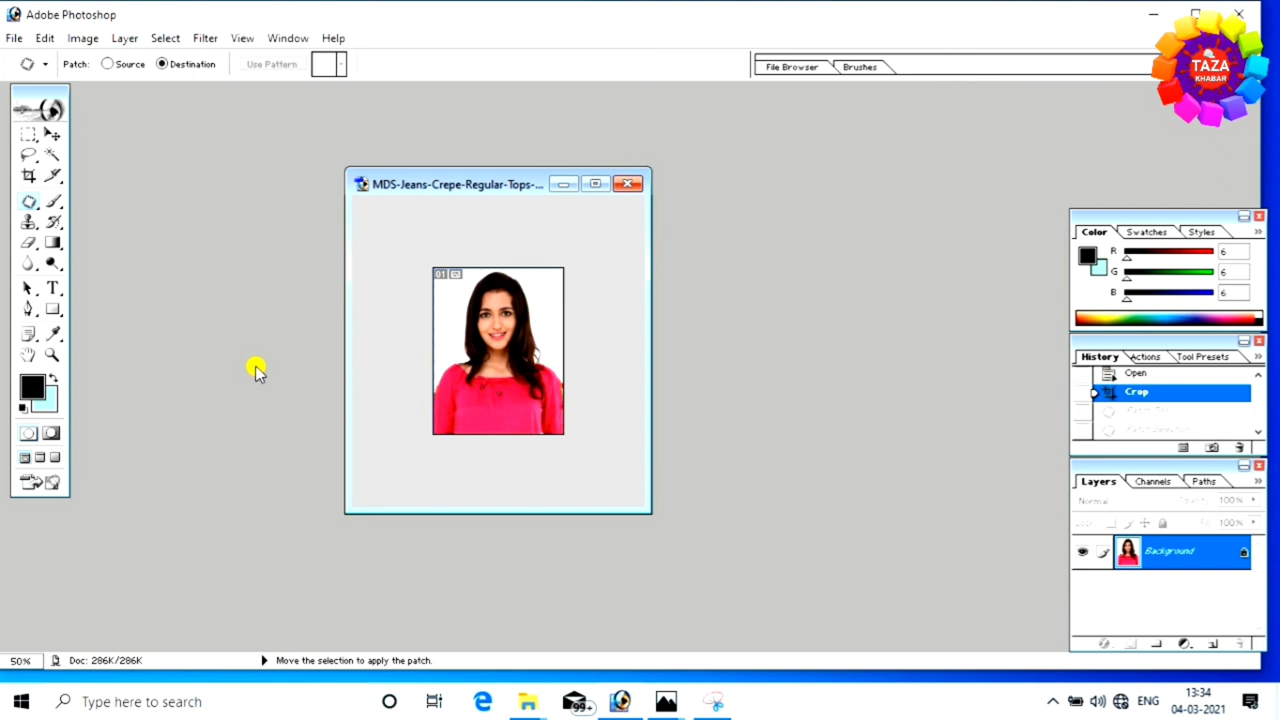 Adobe Photoshop
File Edit Image Layer Select Filter View Window Help
Patch: Source Destination Use Pattern
File Browser Brushes
TAZA
KHABAR
MDS-Jeans-Crepe-Regular-Tops-...
01
Color Swatches Styles
R 6
G 6
B 6
History Actions Tool Presets
Open
Crop
Layers Channels Paths
Normal Opacity: 100%
Lock: Fill: 100%
Background
50% Doc: 286K/286K Move the selection to apply the patch.
Type here to search
99+
ENG
13:34
04-03-2021